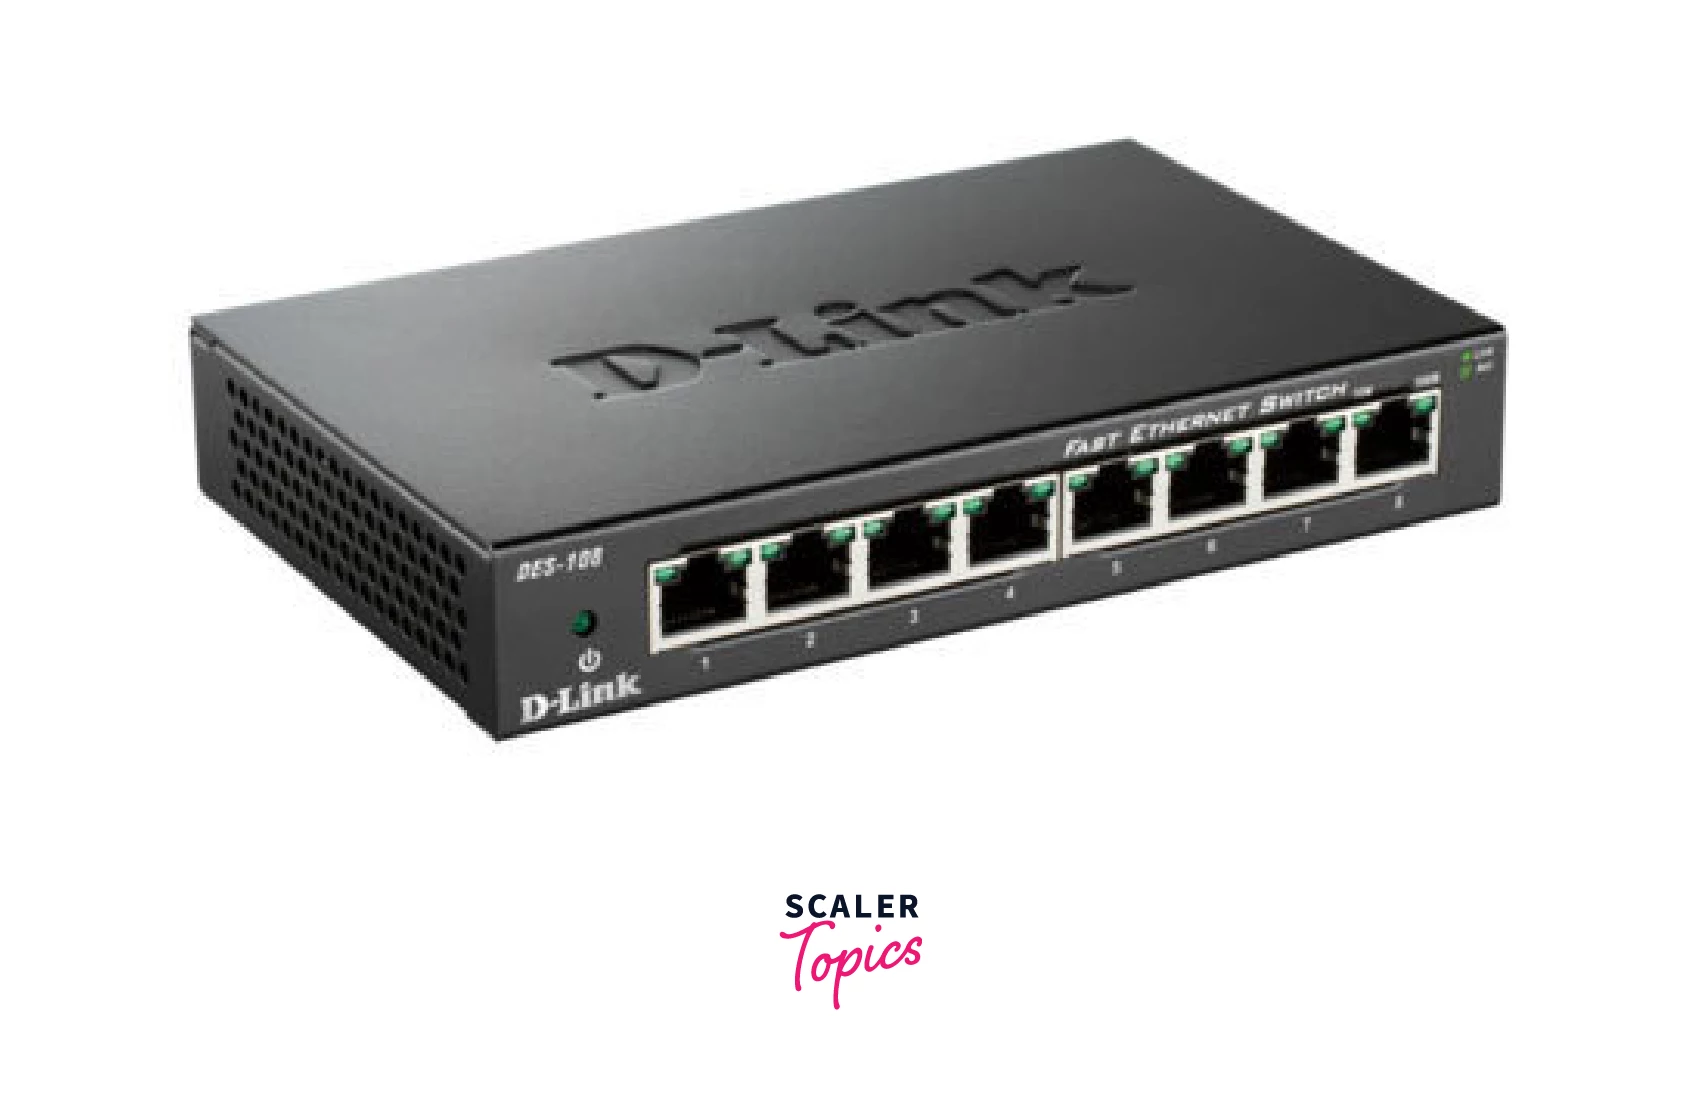 D-Link
FAST ETHERNET SWITCH
DES-108
1 2 3 4 5 6 7 8
D-Link
SCALER
Topics